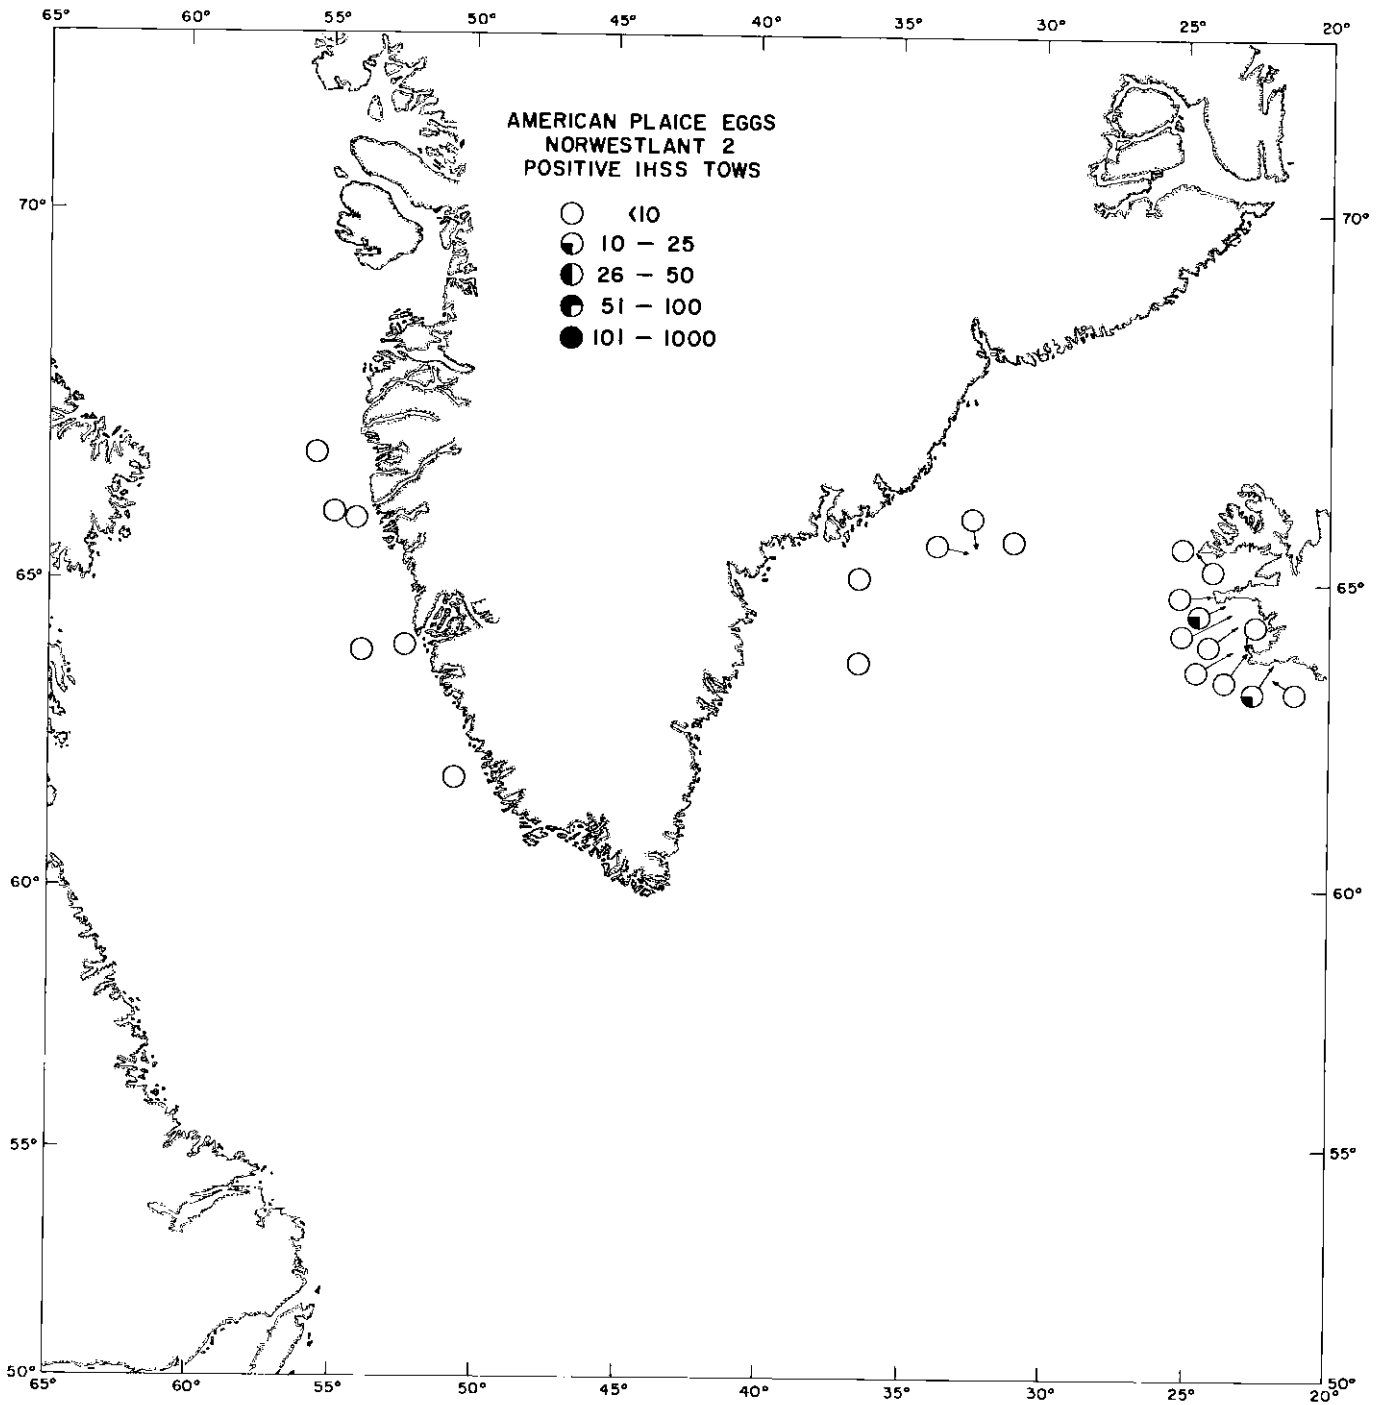 65° 60° 55° 50° 45° 40° 35° 30° 25° 20°
AMERICAN PLAICE EGGS
NORWESTLANT 2
POSITIVE IHSS TOWS
<10
10 – 25
26 – 50
51 – 100
101 – 1000
70° 70°
65° 65°
60° 60°
55° 55°
50° 50°
65° 60° 55° 50° 45° 40° 35° 30° 25° 20°